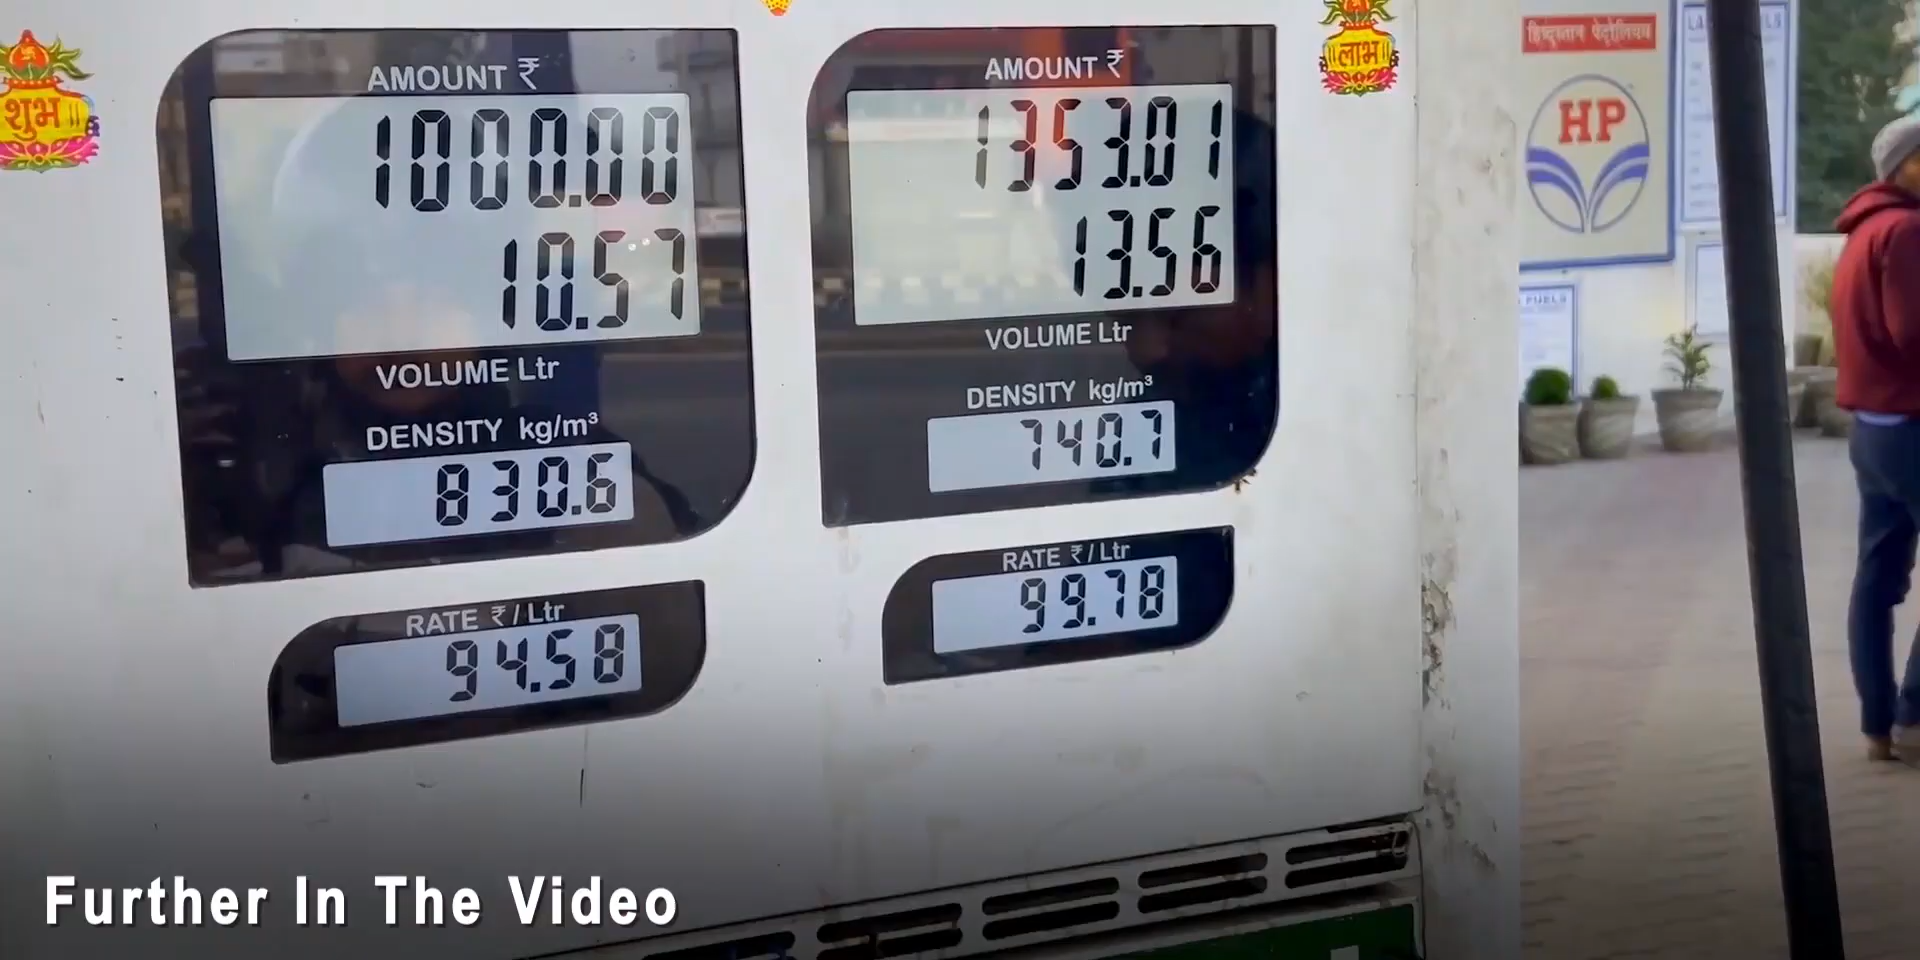 शुभ
AMOUNT ₹
1000.00
10.57
VOLUME Ltr
DENSITY kg/m³
830.6
RATE ₹/Ltr
94.58
AMOUNT ₹
1353.01
13.56
VOLUME Ltr
DENSITY kg/m³
740.7
RATE ₹/Ltr
99.78
लाभ
हिन्दुस्तान पेट्रोलियम
HP
FUELS
Further In The Video